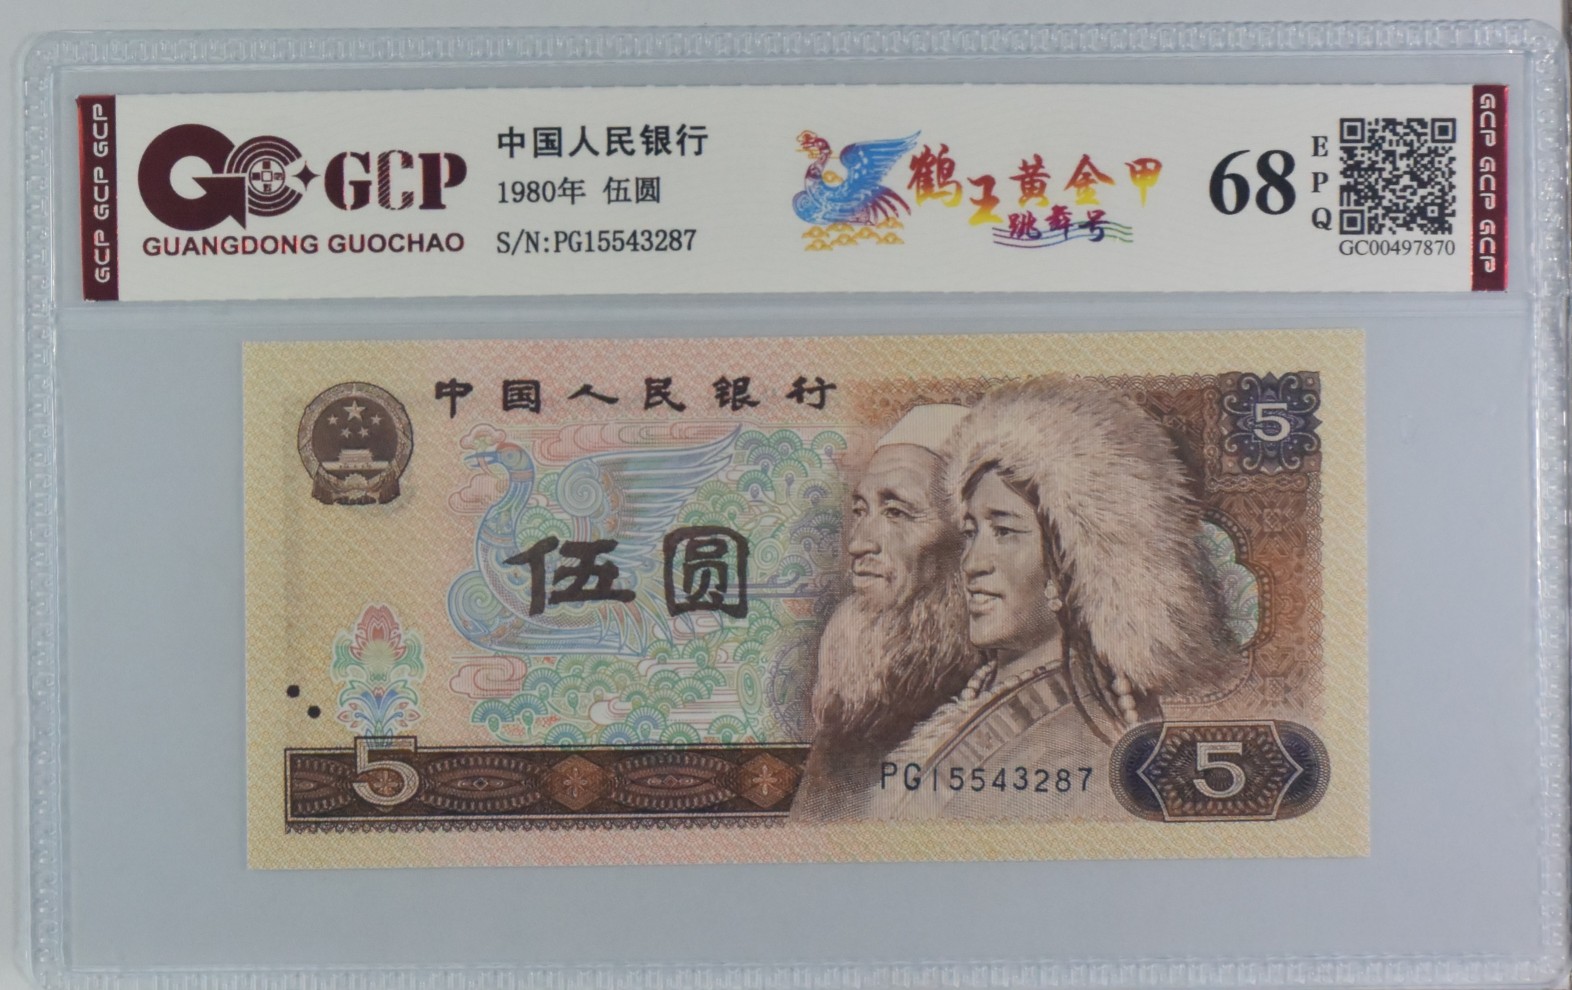 GCP GCP GCP
GCP
GUANGDONG GUOCHAO
中国人民银行
1980年 伍圆
S/N:PG15543287
鹤王黄金甲
跳舞号
68
EPQ
GC00497870
GCP GCP GCP
中国人民银行
5
伍圆
5
PG15543287
5